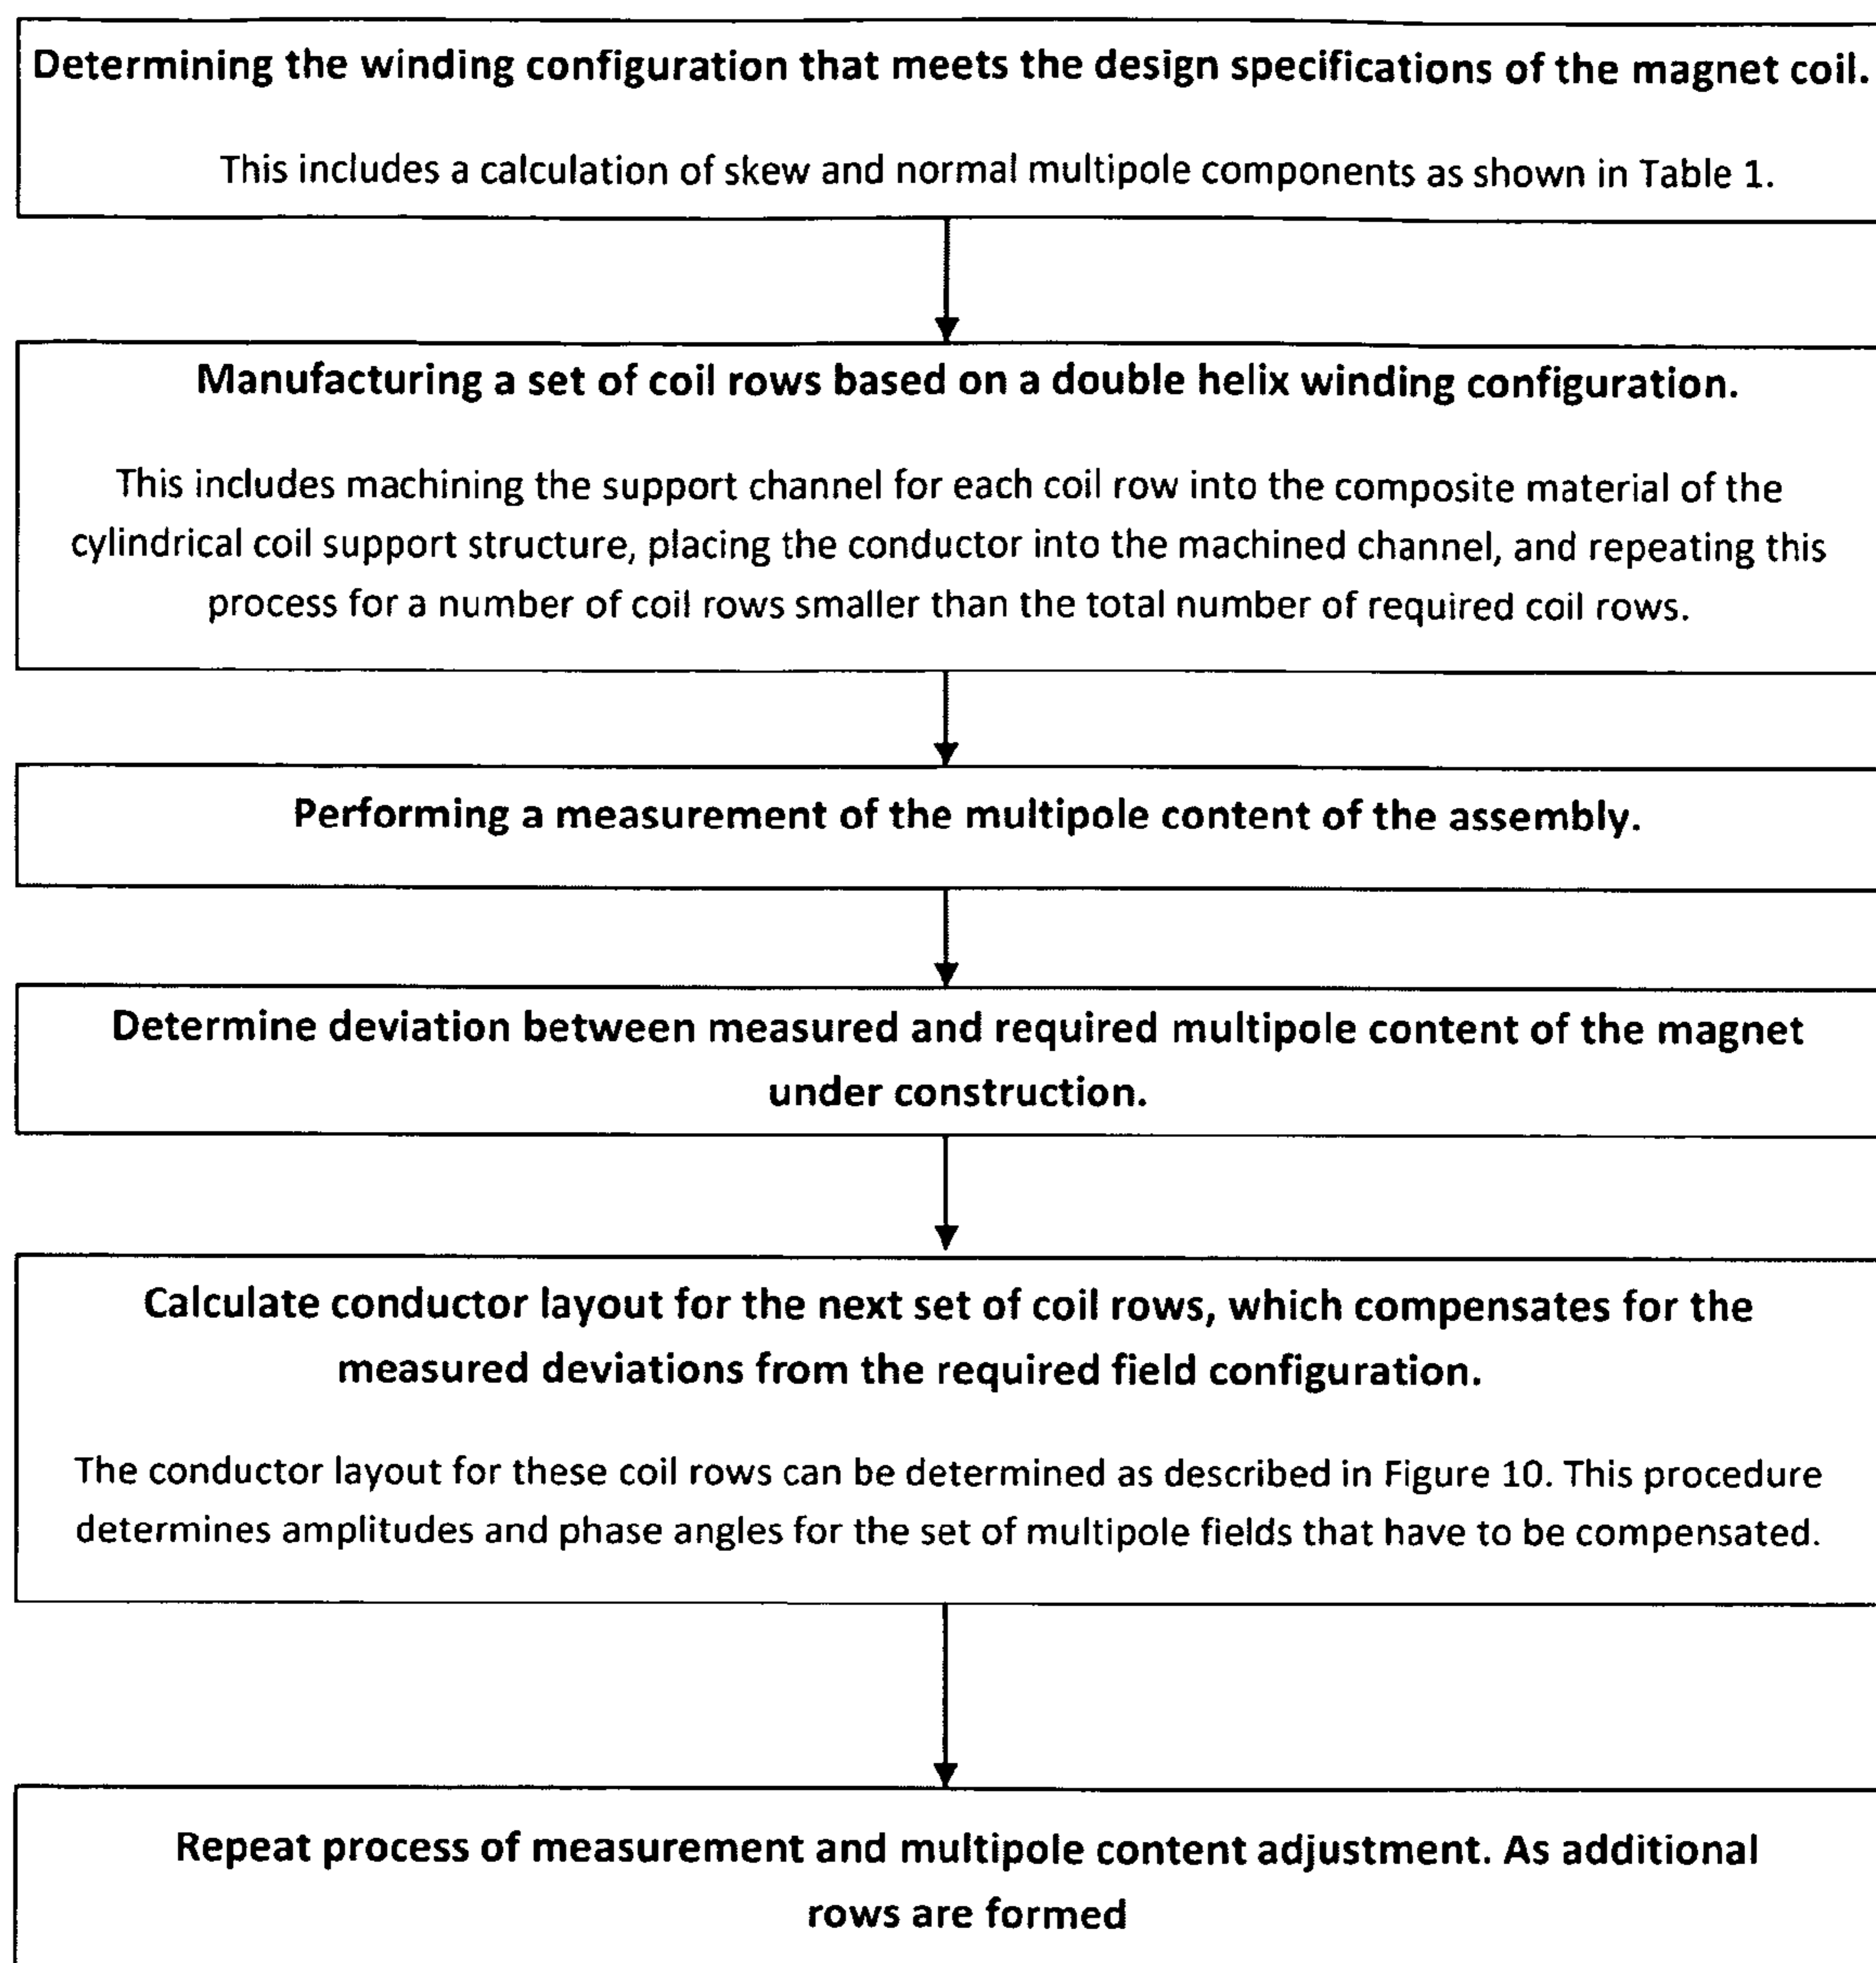 Determining the winding configuration that meets the design specifications of the magnet coil.
This includes a calculation of skew and normal multipole components as shown in Table 1.
Manufacturing a set of coil rows based on a double helix winding configuration.
This includes machining the support channel for each coil row into the composite material of the
cylindrical coil support structure, placing the conductor into the machined channel, and repeating this
process for a number of coil rows smaller than the total number of required coil rows.
Performing a measurement of the multipole content of the assembly.
Determine deviation between measured and required multipole content of the magnet
under construction.
Calculate conductor layout for the next set of coil rows, which compensates for the
measured deviations from the required field configuration.
The conductor layout for these coil rows can be determined as described in Figure 10. This procedure
determines amplitudes and phase angles for the set of multipole fields that have to be compensated.
Repeat process of measurement and multipole content adjustment. As additional
rows are formed